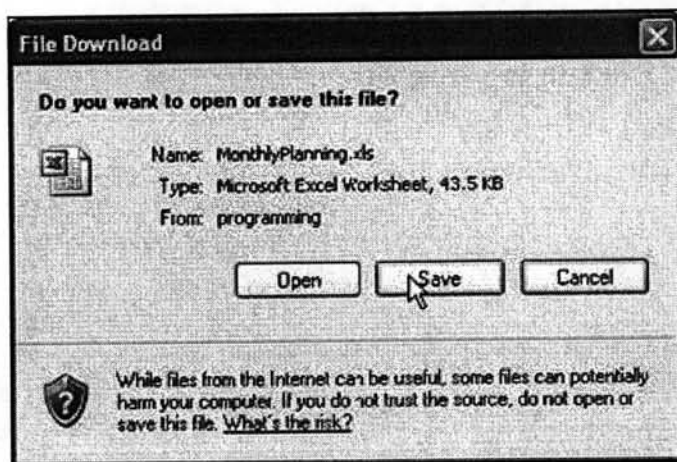 File Download
Do you want to open or save this file?
Name: MonthlyPlanning.xls
Type: Microsoft Excel Worksheet, 43.5 KB
From: programming
Open Save Cancel
While files from the Internet can be useful, some files can potentially
harm your computer. If you do not trust the source, do not open or
save this file. What's the risk?